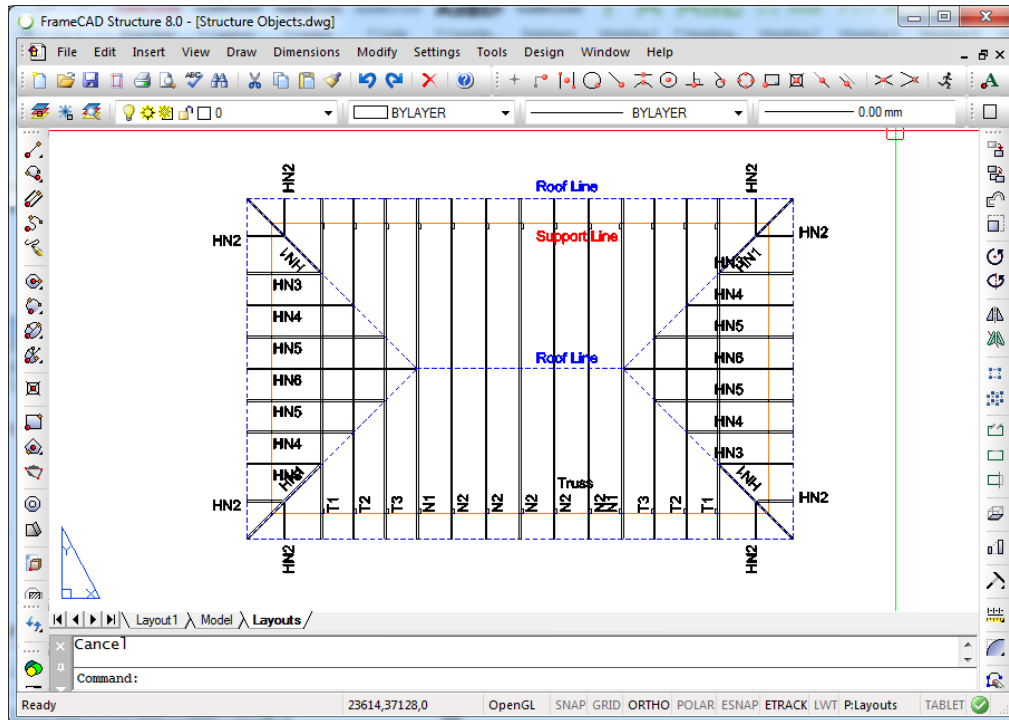 FrameCAD Structure 8.0 - [Structure Objects.dwg]
File Edit Insert View Draw Dimensions Modify Settings Tools Design Window Help
ABC
A
0 BYLAYER BYLAYER 0.00 mm
HN2 HN2
Roof Line
HN2 Support Line HN2
HN1 HN1
HN3
HN4 HN4
HN5 HN5
Roof Line
HN6 HN6
HN5 HN5
HN4 HN4
HN3
HN1
Truss
HN2 T1 T2 T3 N1 N2 N2 N2 N2 N2 N1 T3 T2 T1 HN2
HN2 HN2
Y
X
Layout1 Model Layouts
Cancel
Command:
Ready 23614,37128,0 OpenGL SNAP GRID ORTHO POLAR ESNAP ETRACK LWT P:Layouts TABLET